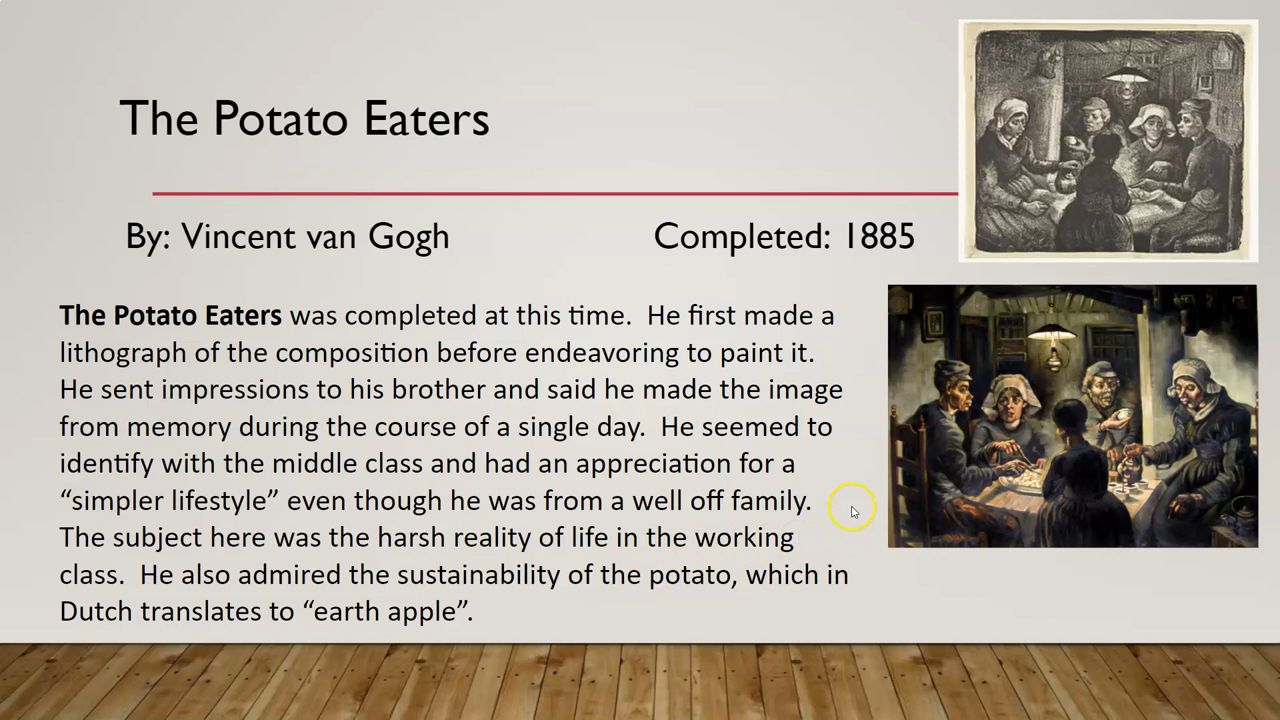 The Potato Eaters
By: Vincent van Gogh
Completed: 1885
The Potato Eaters was completed at this time.  He first made a
lithograph of the composition before endeavoring to paint it.
He sent impressions to his brother and said he made the image
from memory during the course of a single day.  He seemed to
identify with the middle class and had an appreciation for a
“simpler lifestyle” even though he was from a well off family.
The subject here was the harsh reality of life in the working
class.  He also admired the sustainability of the potato, which in
Dutch translates to “earth apple”.